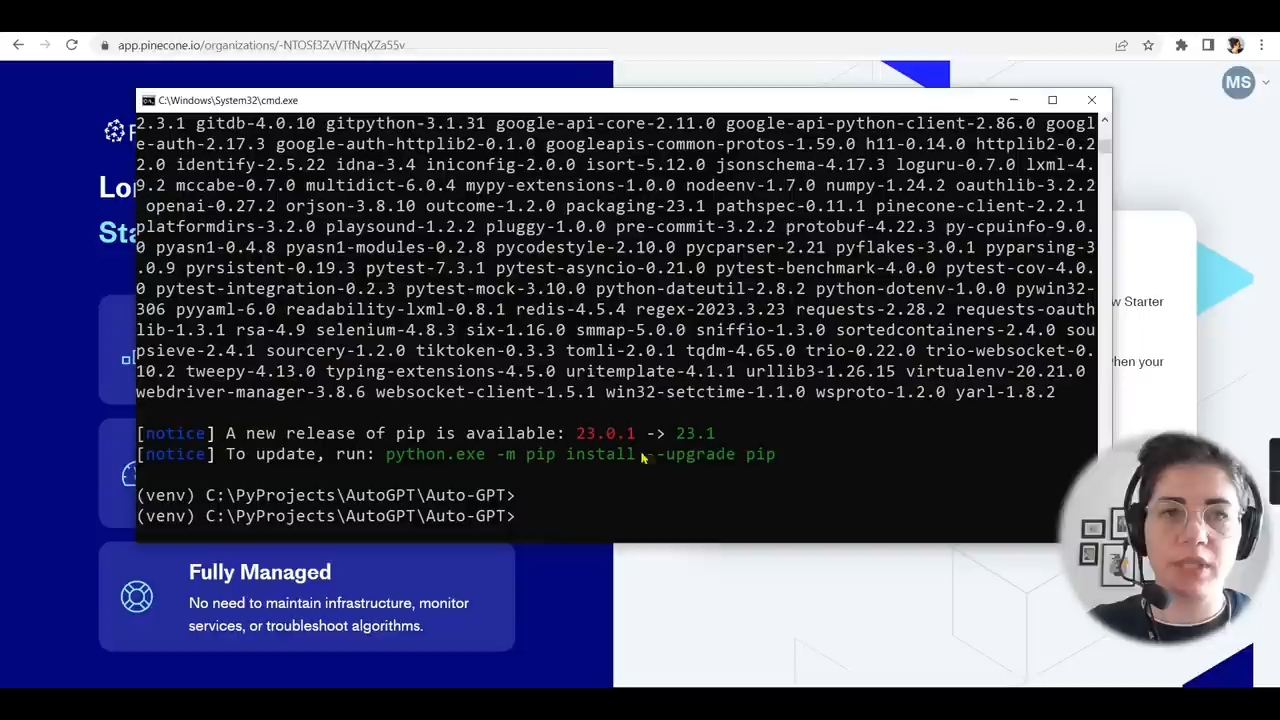 app.pinecone.io/organizations/-NTOSf3ZvVTfNqXZa55v
MS
C:\Windows\System32\cmd.exe
2.3.1 gitdb-4.0.10 gitpython-3.1.31 google-api-core-2.11.0 google-api-python-client-2.86.0 googl
e-auth-2.17.3 google-auth-httplib2-0.1.0 googleapis-common-protos-1.59.0 h11-0.14.0 httplib2-0.2
2.0 identify-2.5.22 idna-3.4 iniconfig-2.0.0 isort-5.12.0 jsonschema-4.17.3 loguru-0.7.0 lxml-4.
9.2 mccabe-0.7.0 multidict-6.0.4 mypy-extensions-1.0.0 nodeenv-1.7.0 numpy-1.24.2 oauthlib-3.2.2
openai-0.27.2 orjson-3.8.10 outcome-1.2.0 packaging-23.1 pathspec-0.11.1 pinecone-client-2.2.1
platformdirs-3.2.0 playsound-1.2.2 pluggy-1.0.0 pre-commit-3.2.2 protobuf-4.22.3 py-cpuinfo-9.0.
0 pyasn1-0.4.8 pyasn1-modules-0.2.8 pycodestyle-2.10.0 pycparser-2.21 pyflakes-3.0.1 pyparsing-3
.0.9 pyrsistent-0.19.3 pytest-7.3.1 pytest-asyncio-0.21.0 pytest-benchmark-4.0.0 pytest-cov-4.0.
0 pytest-integration-0.2.3 pytest-mock-3.10.0 python-dateutil-2.8.2 python-dotenv-1.0.0 pywin32-
306 pyyaml-6.0 readability-lxml-0.8.1 redis-4.5.4 regex-2023.3.23 requests-2.28.2 requests-oauth
lib-1.3.1 rsa-4.9 selenium-4.8.3 six-1.16.0 smmap-5.0.0 sniffio-1.3.0 sortedcontainers-2.4.0 sou
psieve-2.4.1 sourcery-1.2.0 tiktoken-0.3.3 tomli-2.0.1 tqdm-4.65.0 trio-0.22.0 trio-websocket-0.
10.2 tweepy-4.13.0 typing-extensions-4.5.0 uritemplate-4.1.1 urllib3-1.26.15 virtualenv-20.21.0
webdriver-manager-3.8.6 websocket-client-1.5.1 win32-setctime-1.1.0 wsproto-1.2.0 yarl-1.8.2
[notice] A new release of pip is available: 23.0.1 -> 23.1
[notice] To update, run: python.exe -m pip install --upgrade pip
(venv) C:\PyProjects\AutoGPT\Auto-GPT>
(venv) C:\PyProjects\AutoGPT\Auto-GPT>
Lo
Sta
w Starter
hen your
Fully Managed
No need to maintain infrastructure, monitor
services, or troubleshoot algorithms.